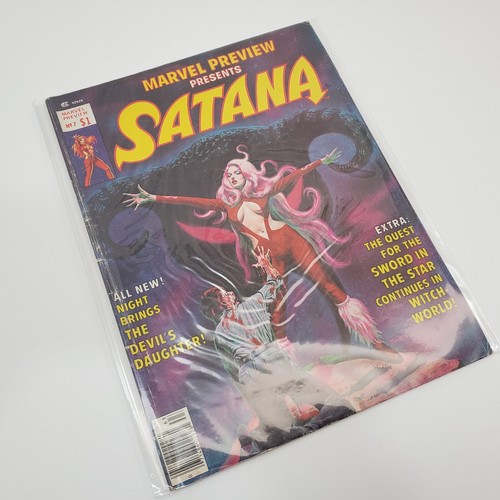 MARVEL PREVIEW
PRESENTS
SATANA
MARVEL
PREVIEW
No 7 $1
ALL NEW!
NIGHT
BRINGS
THE
DEVIL'S
DAUGHTER!
EXTRA:
THE QUEST
FOR THE
SWORD IN
THE STAR
CONTINUES IN
WITCH
WORLD!